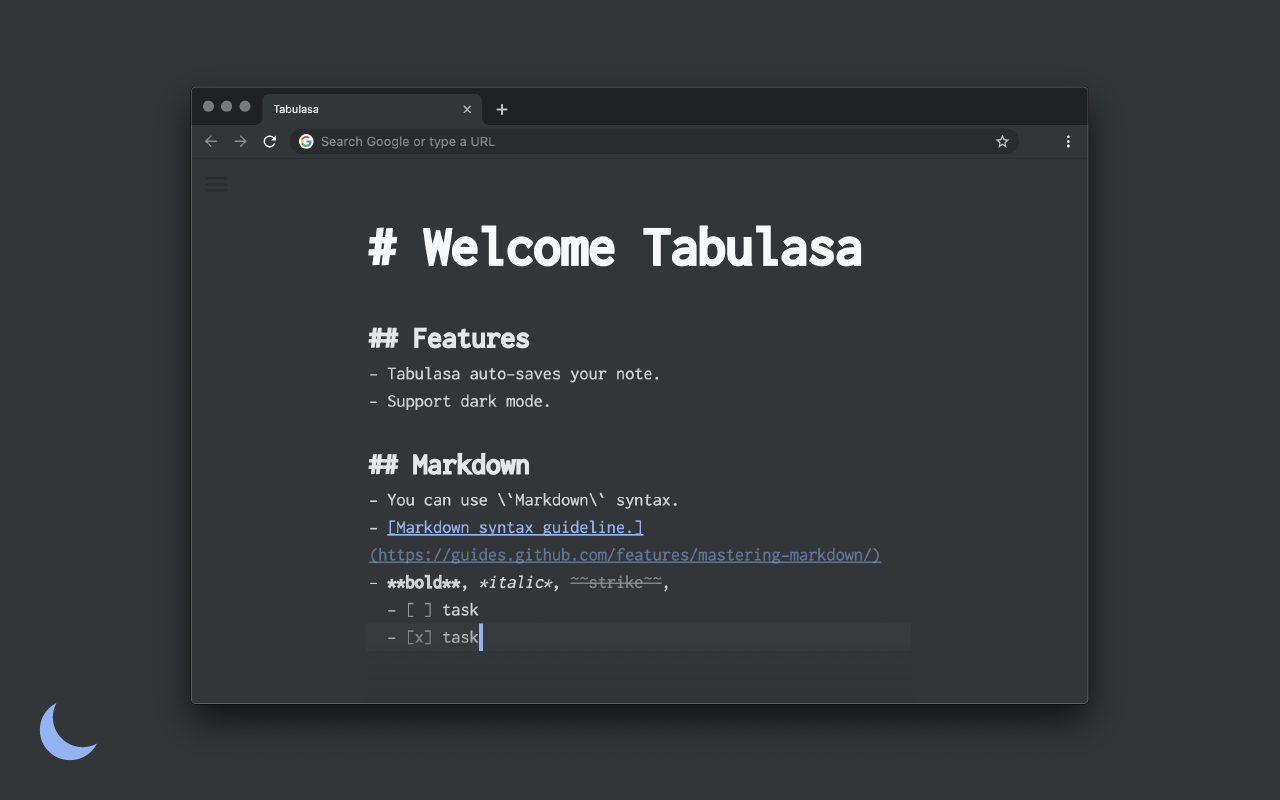 Tabulasa
Search Google or type a URL
# Welcome Tabulasa
## Features
- Tabulasa auto-saves your note.
- Support dark mode.
## Markdown
- You can use \`Markdown\` syntax.
- [Markdown syntax guideline.]
(https://guides.github.com/features/mastering-markdown/)
- **bold**, *italic*, ~~strike~~,
- [ ] task
- [x] task